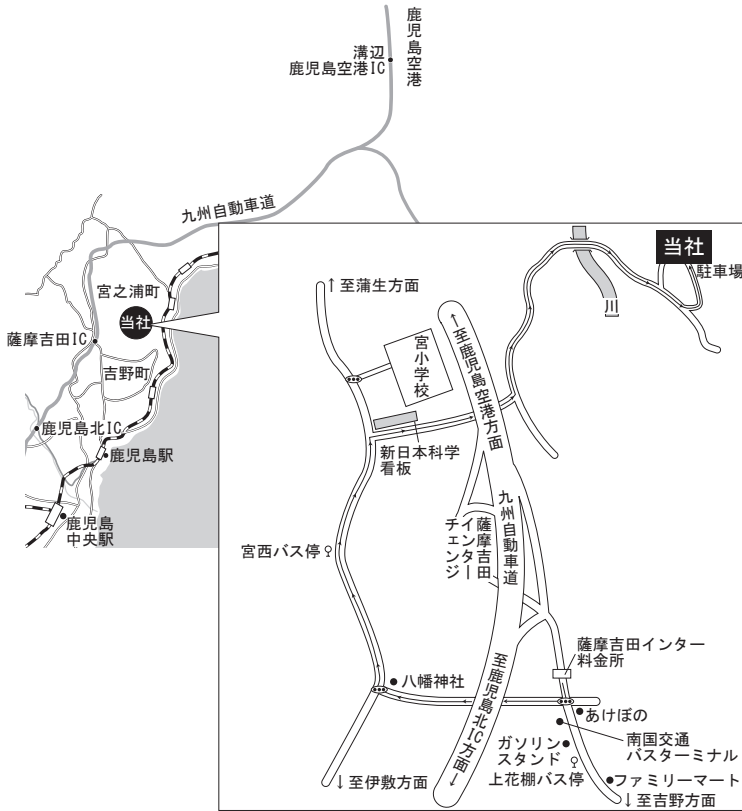 鹿児島空港
溝辺
鹿児島空港IC
九州自動車道
宮之浦町
当社
薩摩吉田IC
吉野町
鹿児島北IC
鹿児島駅
鹿児島
中央駅
当社
駐車場
川
↑至蒲生方面
宮小学校
↑至鹿児島空港方面
新日本科学
看板
九州自動車道
薩摩吉田
インター
チェンジ
宮西バス停
薩摩吉田インター
料金所
八幡神社
至鹿児島北IC方面↓
あけぼの
南国交通
バスターミナル
ガソリン
スタンド
上花棚バス停
ファミリーマート
↓至伊敷方面
↓至吉野方面